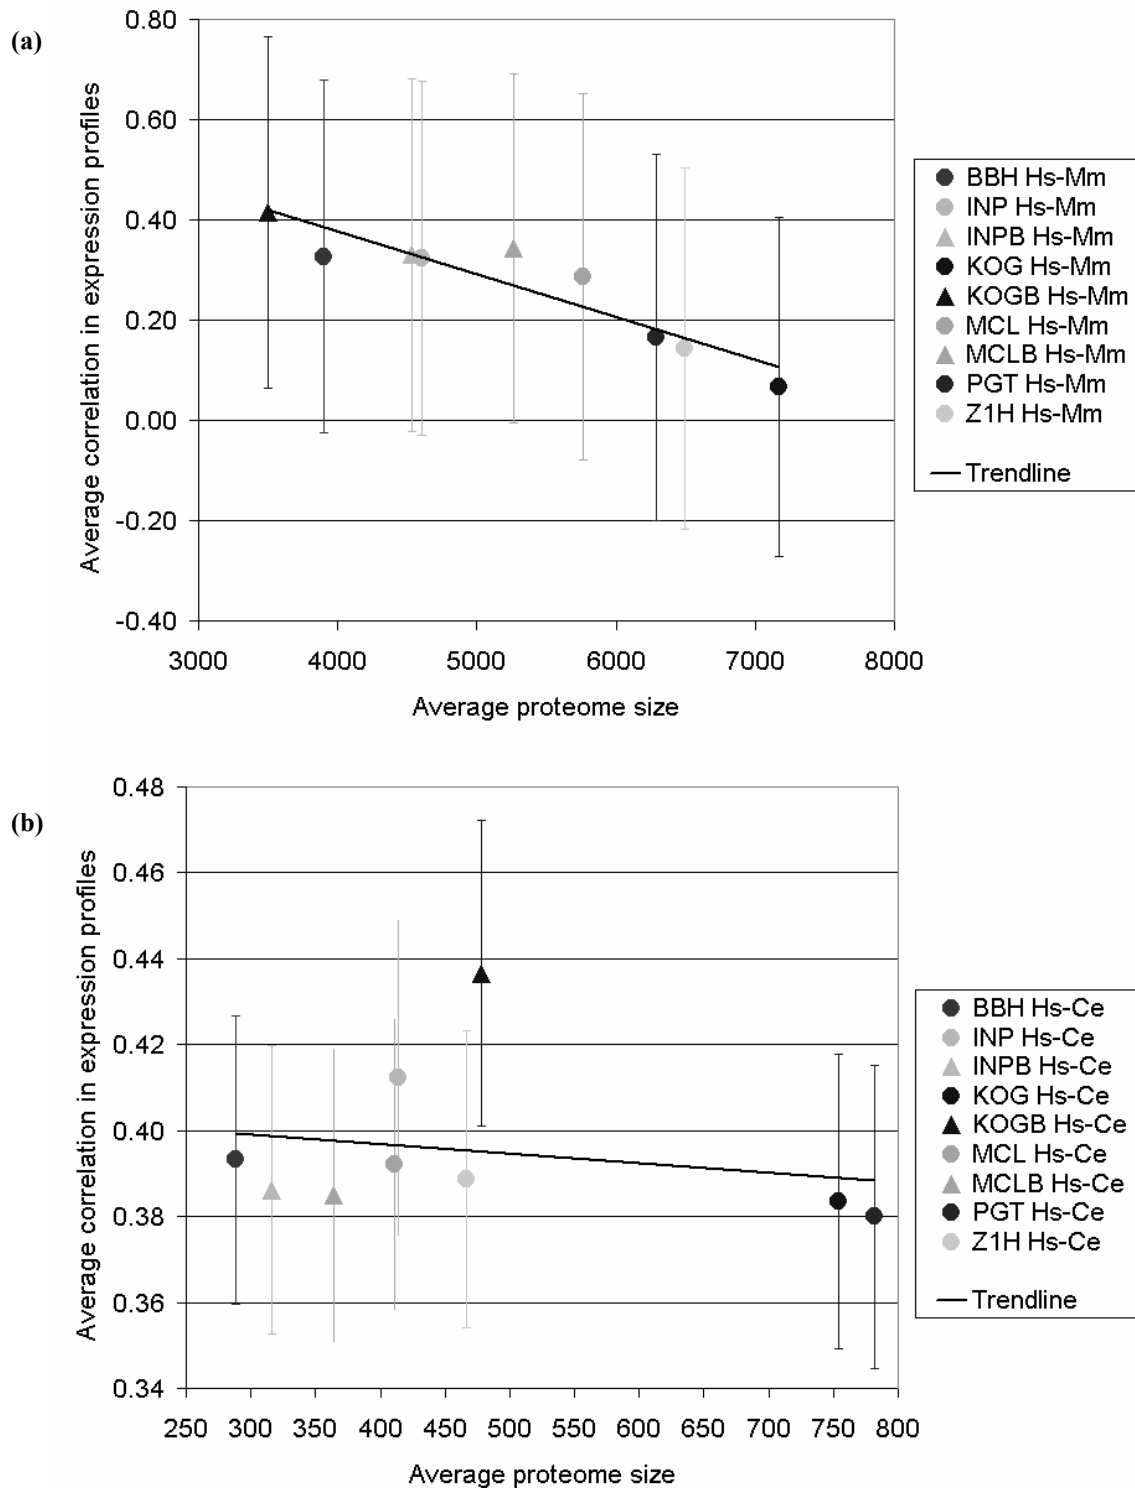 (a)
Average correlation in expression profiles
0.80
0.60
0.40
0.20
0.00
-0.20
-0.40
3000 4000 5000 6000 7000 8000
Average proteome size
BBH Hs-Mm
INP Hs-Mm
INPB Hs-Mm
KOG Hs-Mm
KOGB Hs-Mm
MCL Hs-Mm
MCLB Hs-Mm
PGT Hs-Mm
Z1H Hs-Mm
Trendline
(b)
Average correlation in expression profiles
0.48
0.46
0.44
0.42
0.40
0.38
0.36
0.34
250 300 350 400 450 500 550 600 650 700 750 800
Average proteome size
BBH Hs-Ce
INP Hs-Ce
INPB Hs-Ce
KOG Hs-Ce
KOGB Hs-Ce
MCL Hs-Ce
MCLB Hs-Ce
PGT Hs-Ce
Z1H Hs-Ce
Trendline